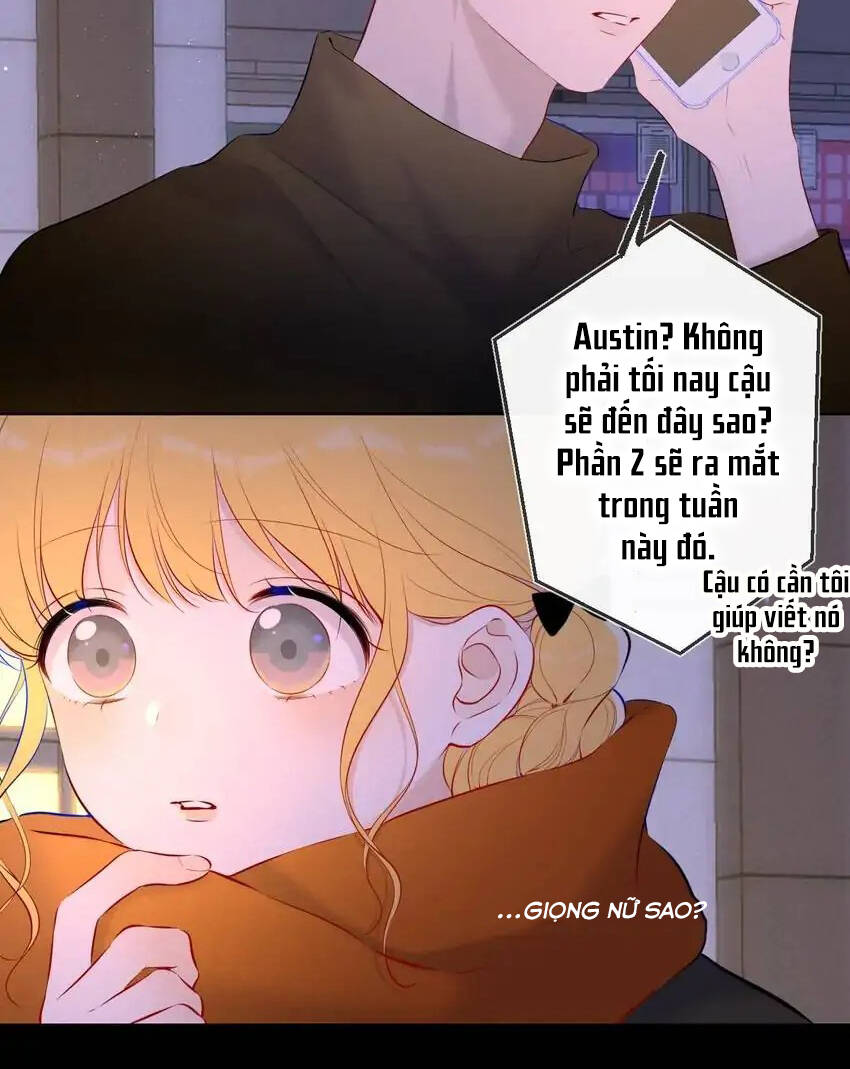 Austin? Không
phải tối nay cậu
sẽ đến đây sao?
Phần 2 sẽ ra mắt
trong tuần
này đó.
Cậu có cần tôi
giúp viết nó
không?
...GIỌNG NỮ SAO?